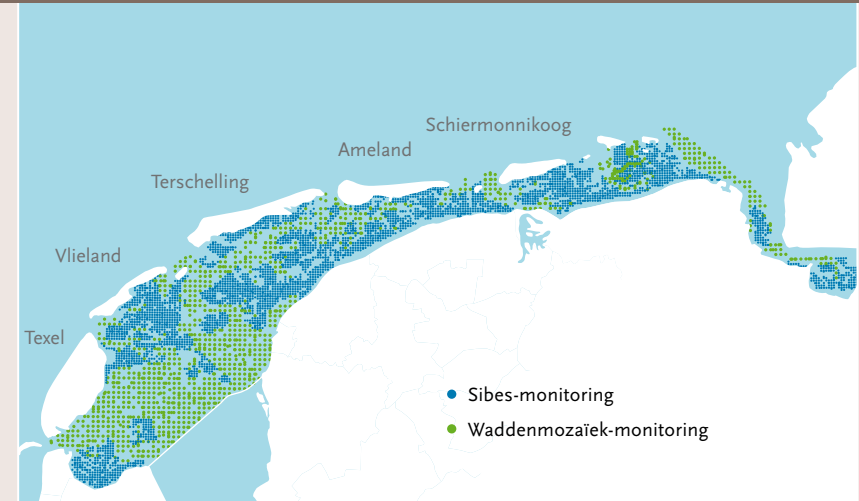 Schiermonnikoog
Ameland
Terschelling
Vlieland
Texel
Sibes-monitoring
Waddenmozaïek-monitoring